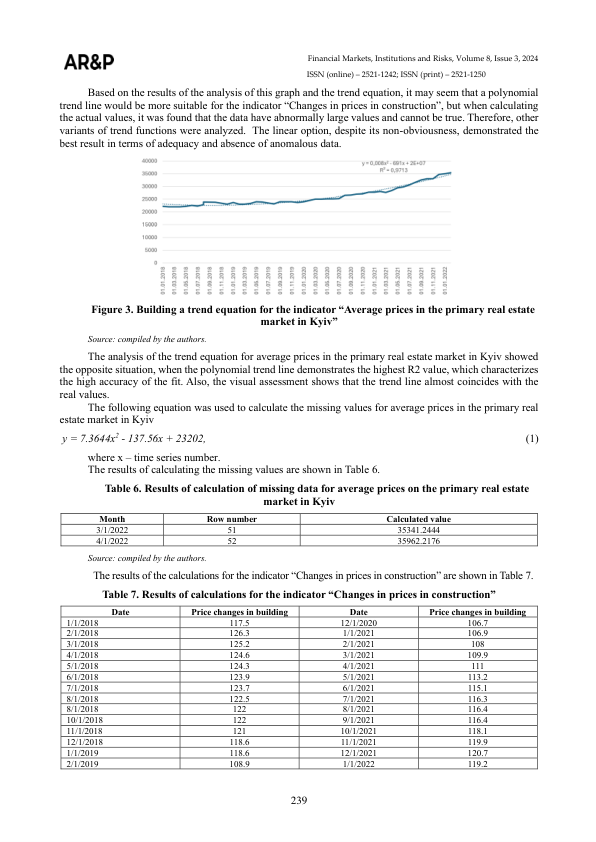 AR&P
Financial Markets, Institutions and Risks, Volume 8, Issue 3, 2024
ISSN (online) – 2521-1242; ISSN (print) – 2521-1250
Based on the results of the analysis of this graph and the trend equation, it may seem that a polynomial
trend line would be more suitable for the indicator “Changes in prices in construction”, but when calculating
the actual values, it was found that the data have abnormally large values and cannot be true. Therefore, other
variants of trend functions were analyzed. The linear option, despite its non-obviousness, demonstrated the
best result in terms of adequacy and absence of anomalous data.
y = 0,008x² - 691x + 2E+07
R² = 0,9713
40000
35000
30000
25000
20000
15000
10000
5000
0
01.01.2018
01.03.2018
01.05.2018
01.07.2018
01.09.2018
01.11.2018
01.01.2019
01.03.2019
01.05.2019
01.07.2019
01.09.2019
01.11.2019
01.01.2020
01.03.2020
01.05.2020
01.07.2020
01.09.2020
01.11.2020
01.01.2021
01.03.2021
01.05.2021
01.07.2021
01.09.2021
01.11.2021
01.01.2022
Figure 3. Building a trend equation for the indicator “Average prices in the primary real estate
market in Kyiv”
Source: compiled by the authors.
The analysis of the trend equation for average prices in the primary real estate market in Kyiv showed
the opposite situation, when the polynomial trend line demonstrates the highest R2 value, which characterizes
the high accuracy of the fit. Also, the visual assessment shows that the trend line almost coincides with the
real values.
The following equation was used to calculate the missing values for average prices in the primary real
estate market in Kyiv
y = 7.3644x² - 137.56x + 23202, (1)
where x – time series number.
The results of calculating the missing values are shown in Table 6.
Table 6. Results of calculation of missing data for average prices on the primary real estate
market in Kyiv
Month Row number Calculated value
3/1/2022 51 35341.2444
4/1/2022 52 35962.2176
Source: compiled by the authors.
The results of the calculations for the indicator “Changes in prices in construction” are shown in Table 7.
Table 7. Results of calculations for the indicator “Changes in prices in construction”
Date Price changes in building Date Price changes in building
1/1/2018 117.5 12/1/2020 106.7
2/1/2018 126.3 1/1/2021 106.9
3/1/2018 125.2 2/1/2021 108
4/1/2018 124.6 3/1/2021 109.9
5/1/2018 124.3 4/1/2021 111
6/1/2018 123.9 5/1/2021 113.2
7/1/2018 123.7 6/1/2021 115.1
8/1/2018 122.5 7/1/2021 116.3
8/1/2018 122 8/1/2021 116.4
10/1/2018 122 9/1/2021 116.4
11/1/2018 121 10/1/2021 118.1
12/1/2018 118.6 11/1/2021 119.9
1/1/2019 118.6 12/1/2021 120.7
2/1/2019 108.9 1/1/2022 119.2
239